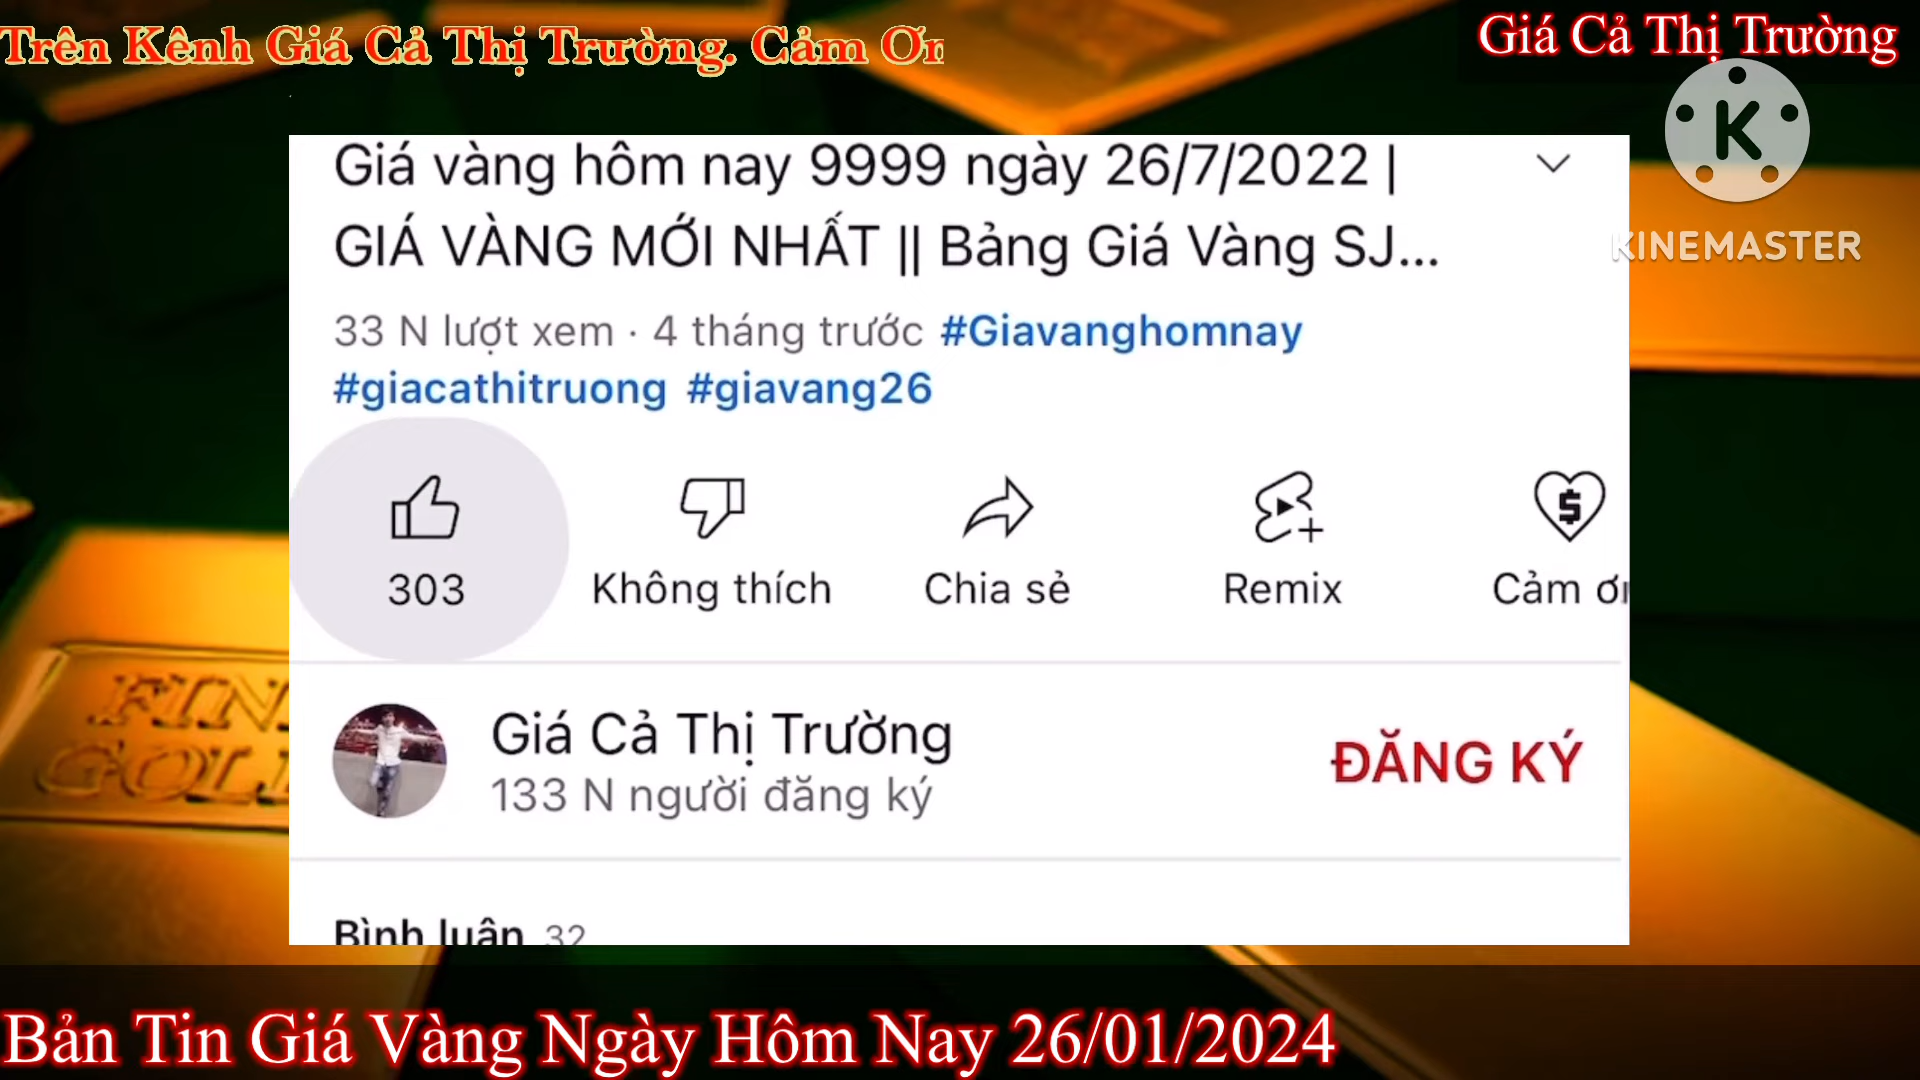 Trên Kênh Giá Cả Thị Trường. Cảm Ơn
Giá Cả Thị Trường
K
KINEMASTER
Giá vàng hôm nay 9999 ngày 26/7/2022 |
GIÁ VÀNG MỚI NHẤT || Bảng Giá Vàng SJ...
33 N lượt xem · 4 tháng trước #Giavanghomnay
#giacathitruong #giavang26
303
Không thích
Chia sẻ
Remix
Cảm ơn
Giá Cả Thị Trường
133 N người đăng ký
ĐĂNG KÝ
Bình luận 32
FINE
GOLD
Bản Tin Giá Vàng Ngày Hôm Nay 26/01/2024